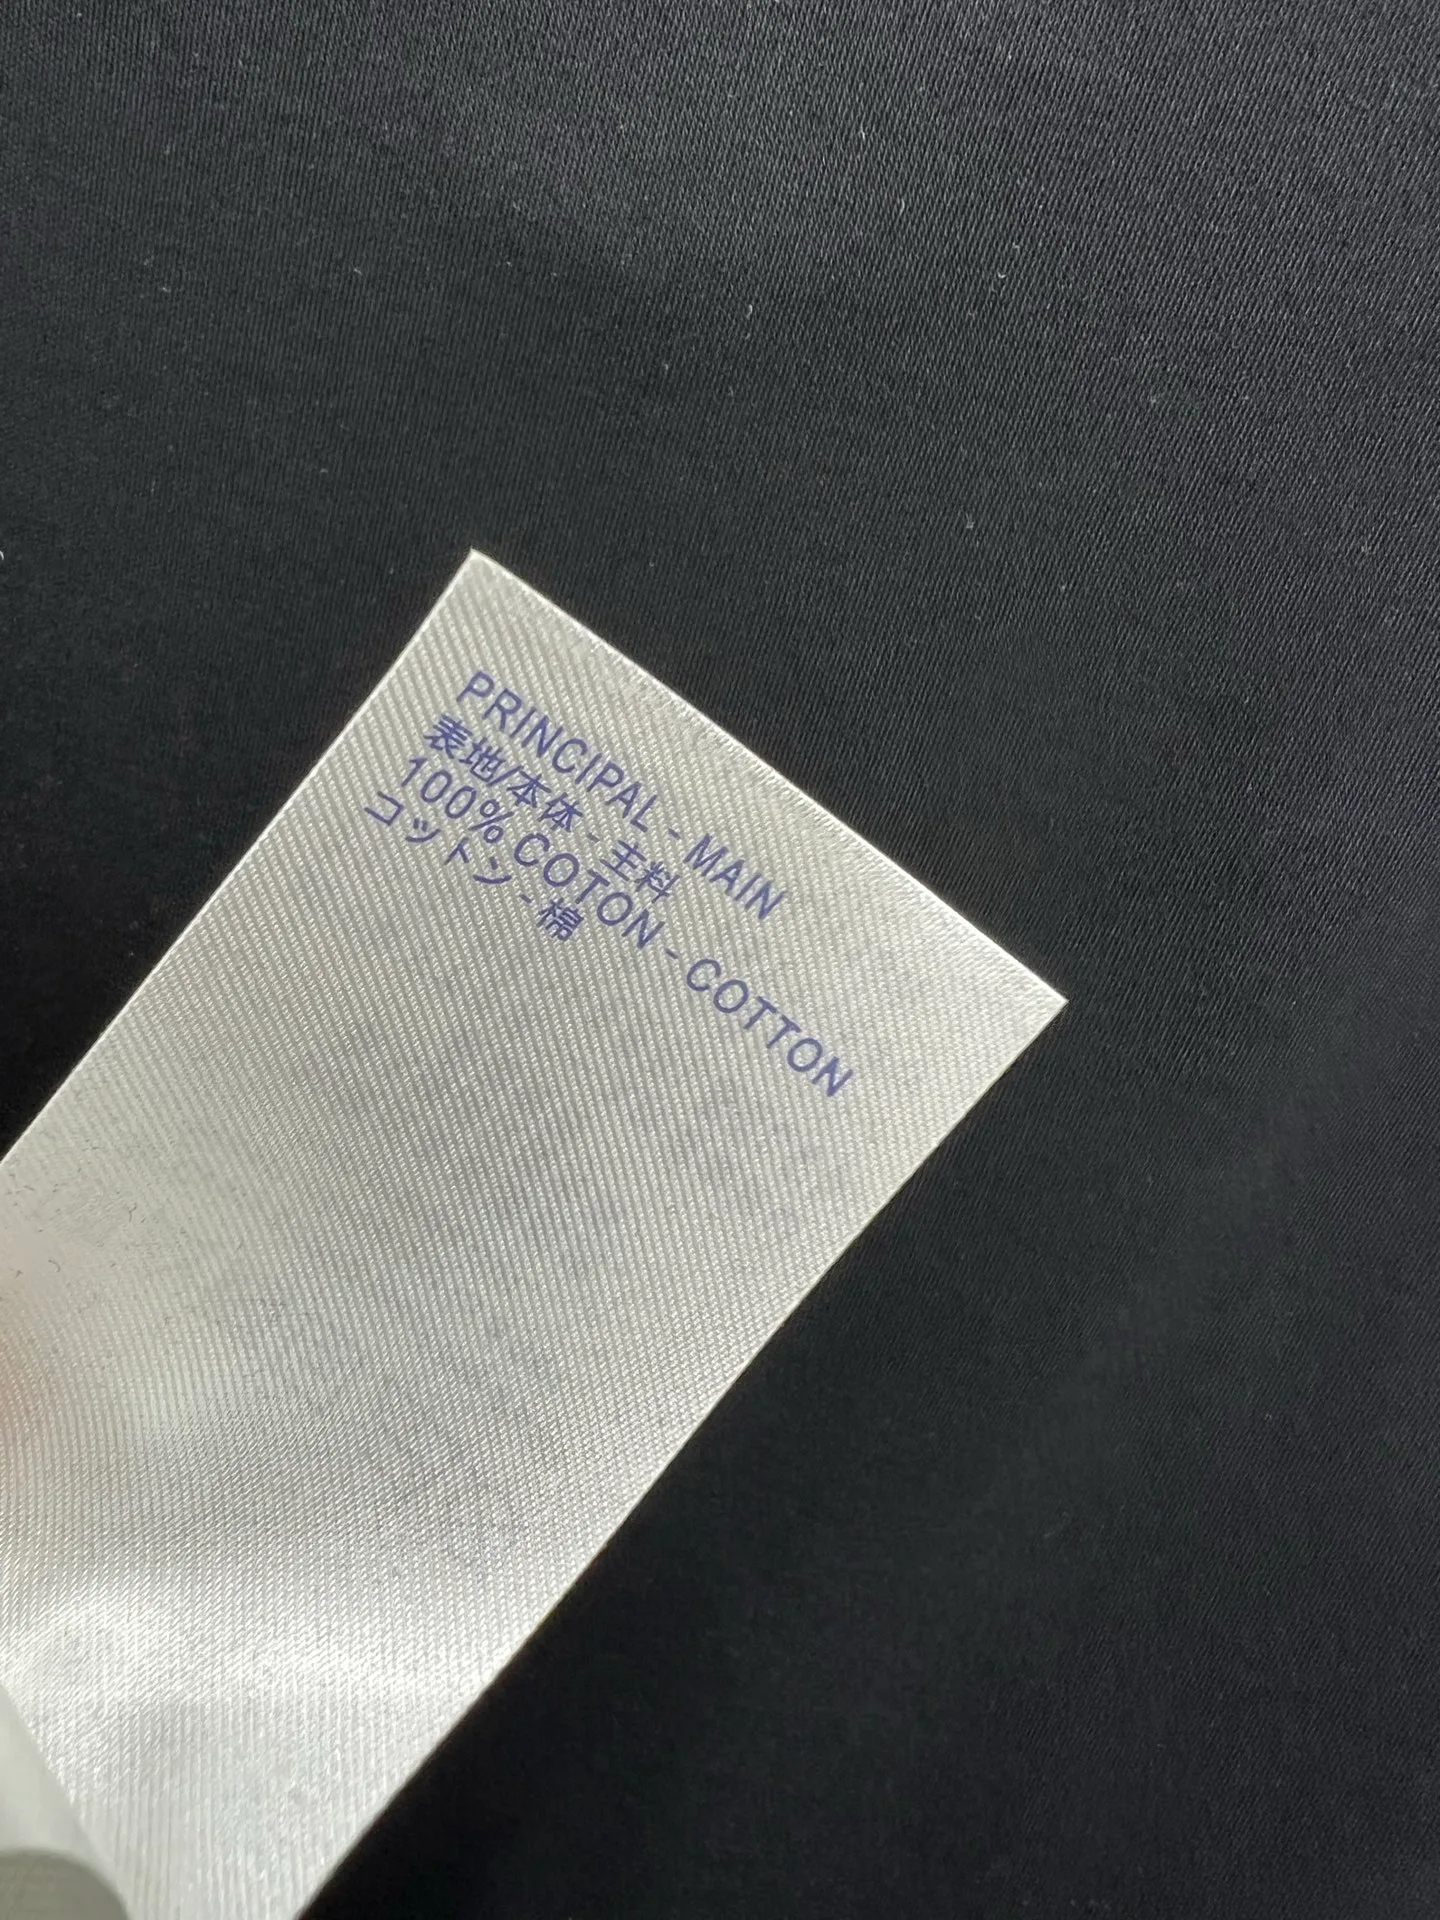 PRINCIPAL - MAIN
表地/本体 - 主料
100% COTON - COTTON
コットン - 棉